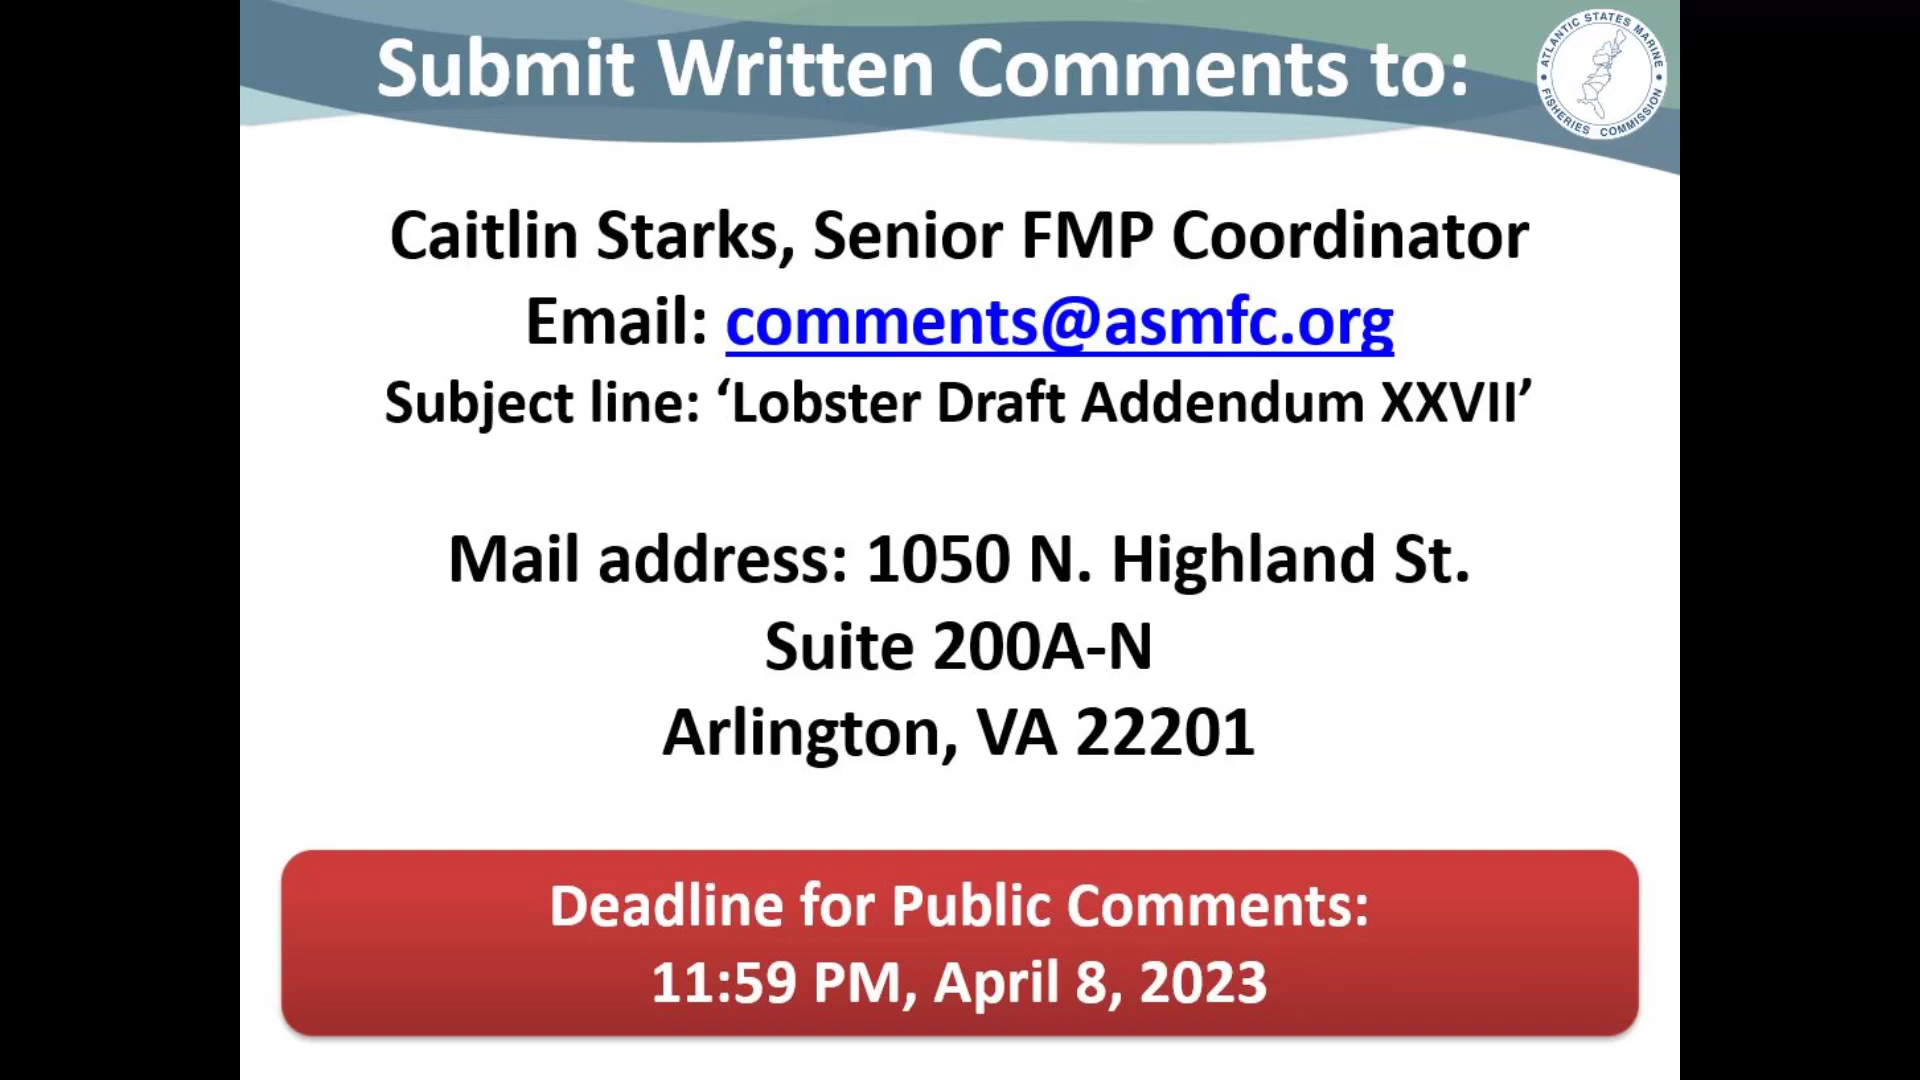 Submit Written Comments to:
ATLANTIC STATES MARINE FISHERIES COMMISSION
Caitlin Starks, Senior FMP Coordinator
Email: comments@asmfc.org
Subject line: ‘Lobster Draft Addendum XXVII’
Mail address: 1050 N. Highland St.
Suite 200A-N
Arlington, VA 22201
Deadline for Public Comments:
11:59 PM, April 8, 2023